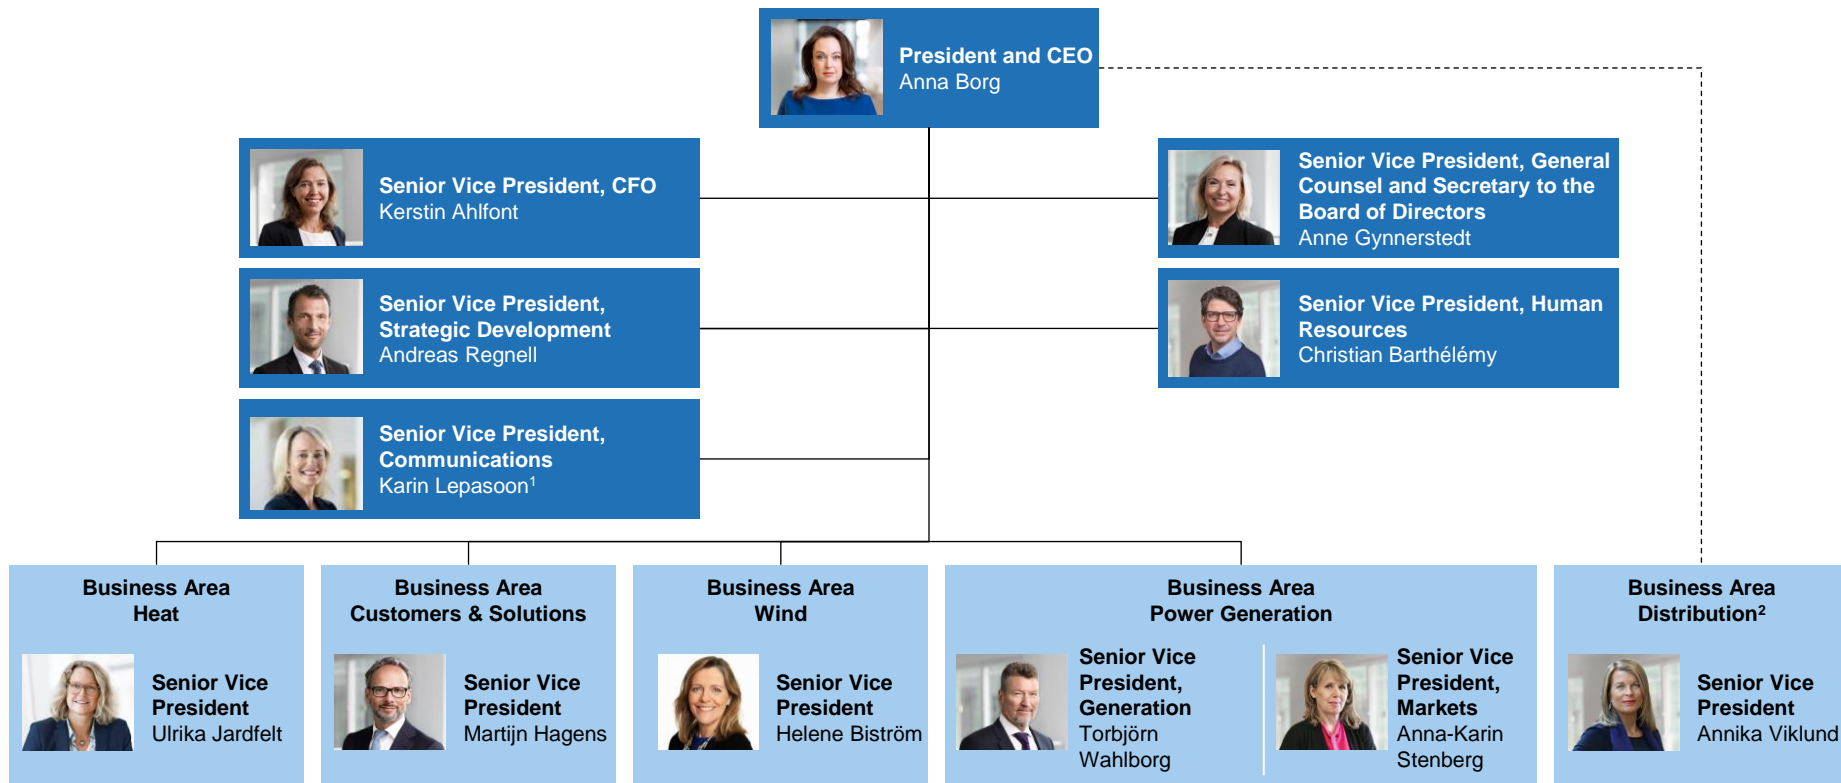 President and CEO
Anna Borg
Senior Vice President, CFO
Kerstin Ahlfont
Senior Vice President, General
Counsel and Secretary to the
Board of Directors
Anne Gynnerstedt
Senior Vice President,
Strategic Development
Andreas Regnell
Senior Vice President, Human
Resources
Christian Barthélémy
Senior Vice President,
Communications
Karin Lepasoon¹
Business Area
Heat
Senior Vice
President
Ulrika Jardfelt
Business Area
Customers & Solutions
Senior Vice
President
Martijn Hagens
Business Area
Wind
Senior Vice
President
Helene Biström
Business Area
Power Generation
Senior Vice
President,
Generation
Torbjörn
Wahlborg
Senior Vice
President,
Markets
Anna-Karin
Stenberg
Business Area
Distribution²
Senior Vice
President
Annika Viklund